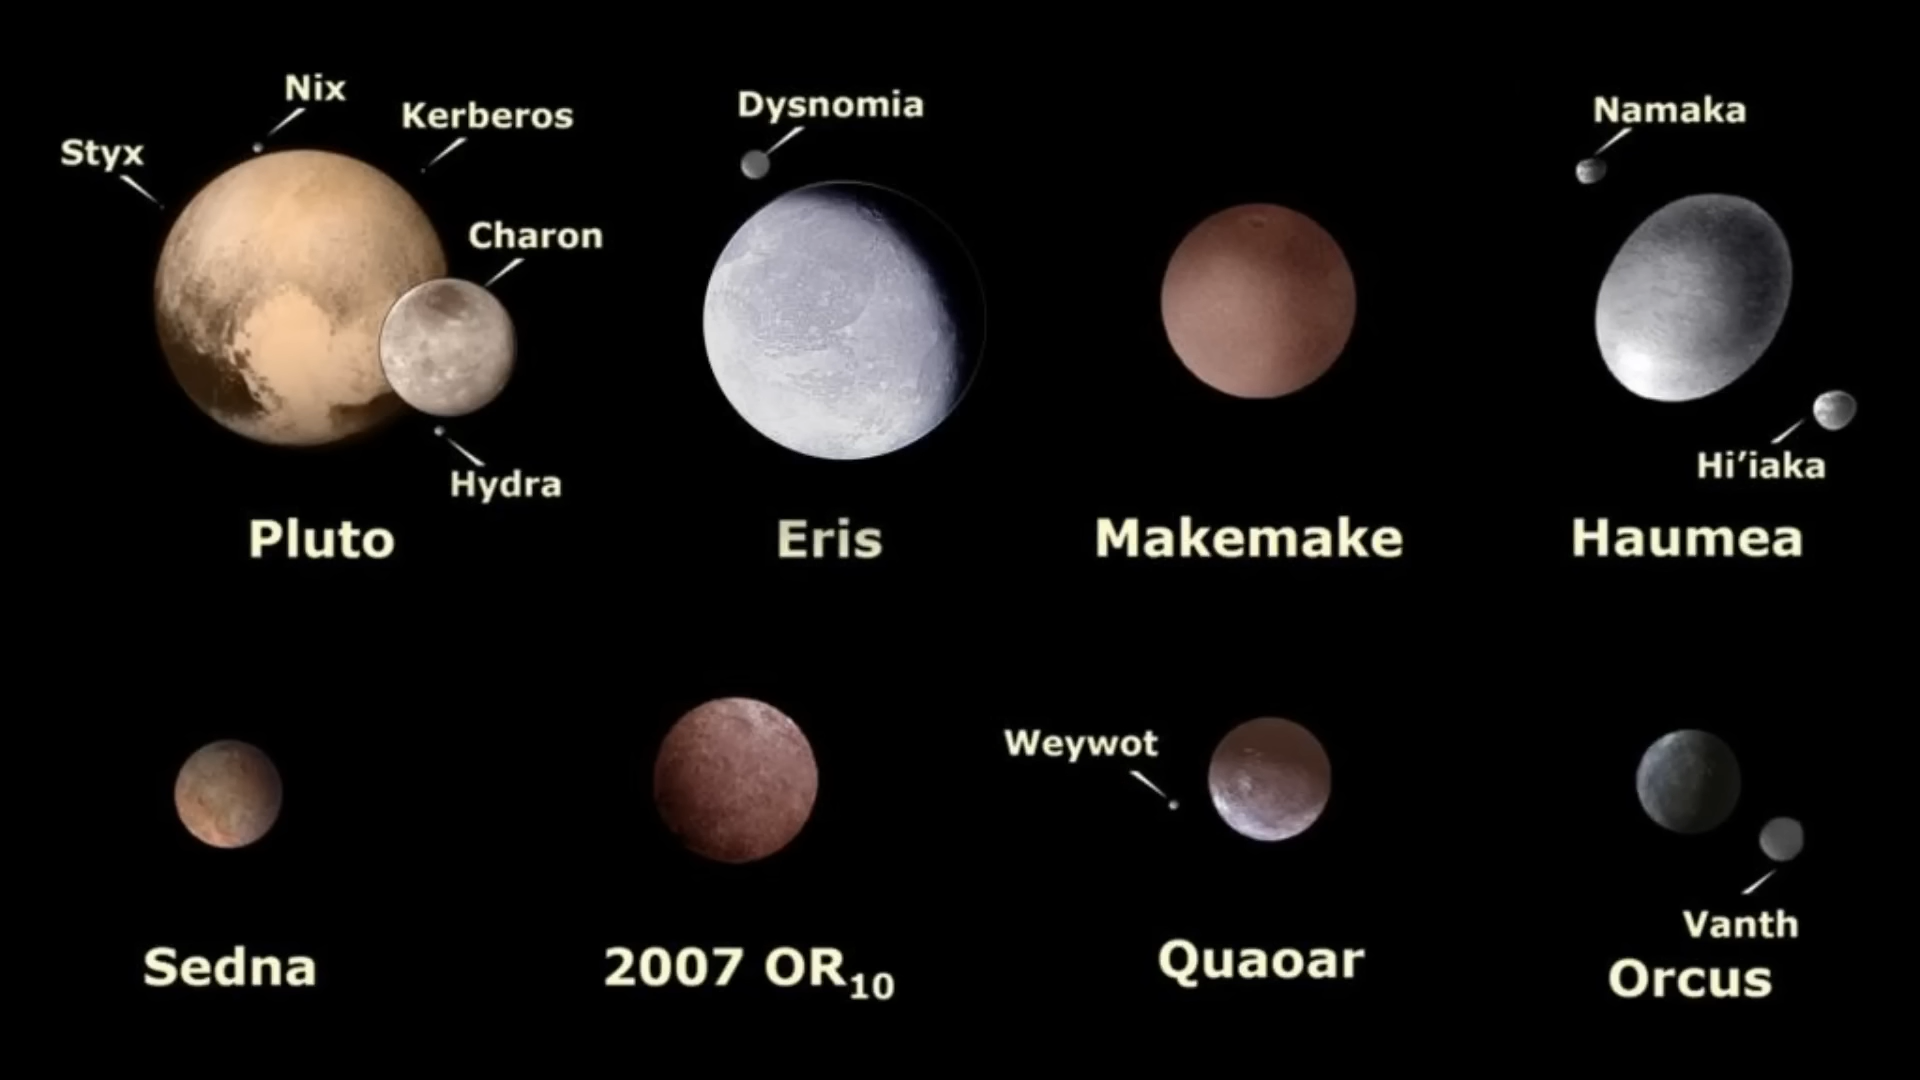 Nix
Kerberos
Styx
Charon
Hydra
Pluto
Dysnomia
Eris
Makemake
Namaka
Hi’iaka
Haumea
Sedna
2007 OR₁₀
Weywot
Quaoar
Vanth
Orcus